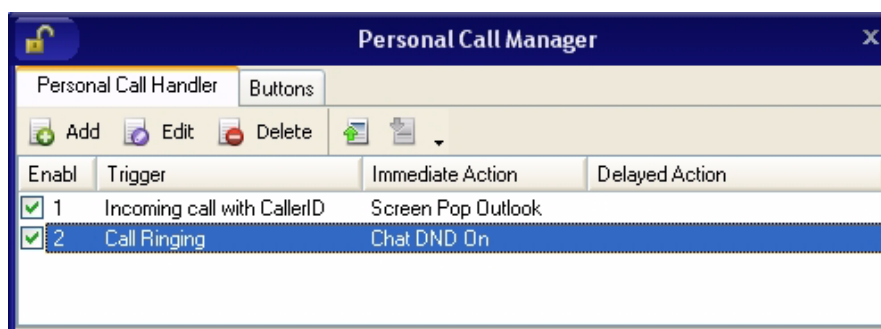 Personal Call Manager
x
Personal Call Handler Buttons
Add Edit Delete
Enabl Trigger Immediate Action Delayed Action
1 Incoming call with CallerID Screen Pop Outlook
2 Call Ringing Chat DND On